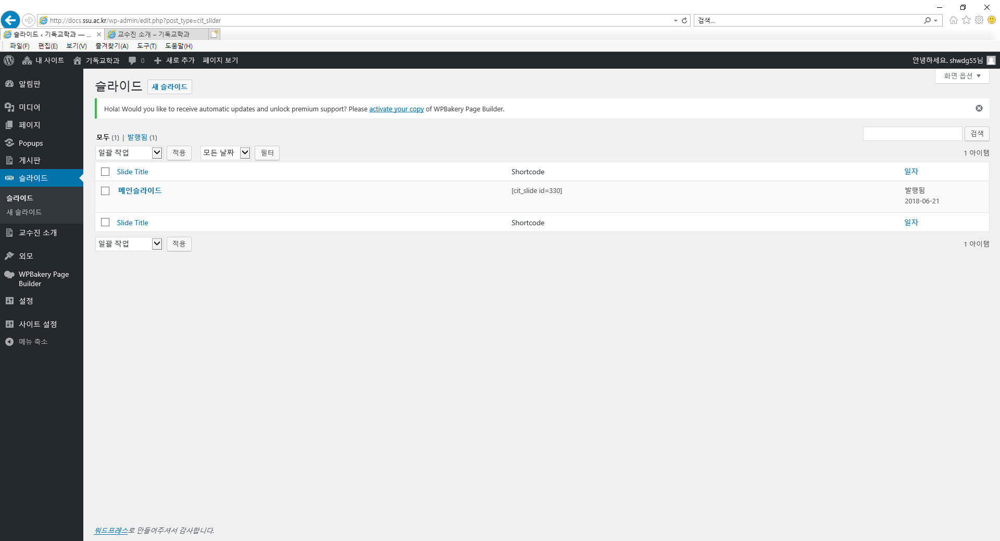 http://docs.ssu.ac.kr/wp-admin/edit.php?post_type=cit_slider
검색...
슬라이드 ‹ 기독교학과 — ...
교수진 소개 – 기독교학과
파일(F) 편집(E) 보기(V) 즐겨찾기(A) 도구(T) 도움말(H)
내 사이트 기독교학과 0 새로 추가 페이지 보기
안녕하세요, shwdg55님
화면 옵션
알림판
미디어
페이지
Popups
게시판
슬라이드
슬라이드
새 슬라이드
교수진 소개
외모
WPBakery Page
Builder
설정
사이트 설정
메뉴 축소
슬라이드 새 슬라이드
Hola! Would you like to receive automatic updates and unlock premium support? Please activate your copy of WPBakery Page Builder.
모두 (1) | 발행됨 (1)
검색
일괄 작업 적용 모든 날짜 필터
1 아이템
Slide Title Shortcode 일자
메인슬라이드 [cit_slide id=330] 발행됨
2018-06-21
Slide Title Shortcode 일자
일괄 작업 적용
1 아이템
워드프레스로 만들어주셔서 감사합니다.